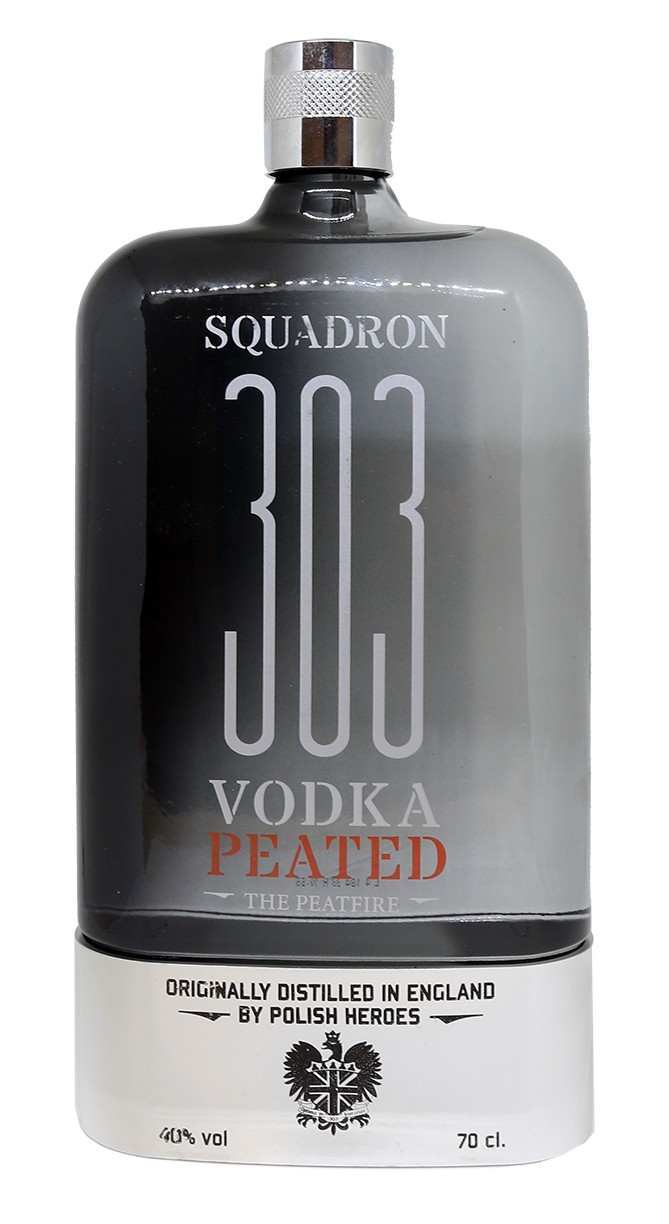 SQUADRON
303
VODKA
PEATED
THE PEATFIRE
ORIGINALLY DISTILLED IN ENGLAND
BY POLISH HEROES
40% vol
70 cl.